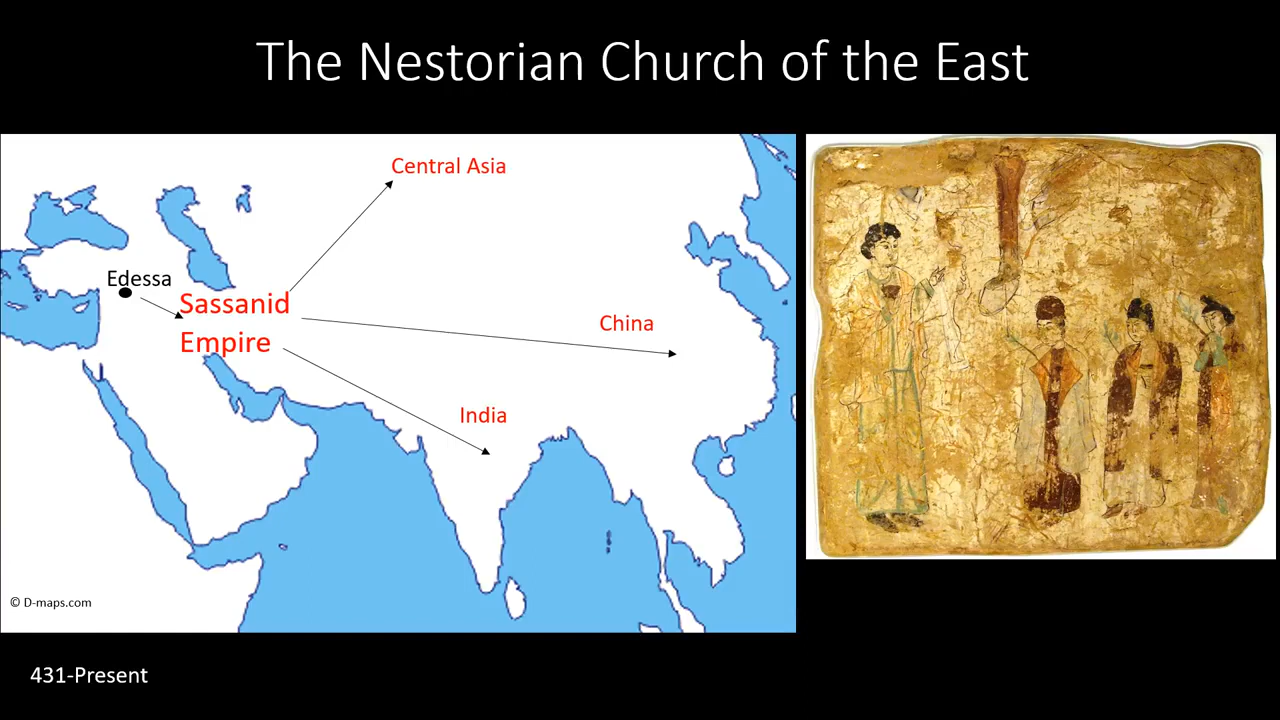 The Nestorian Church of the East
Central Asia
Edessa
Sassanid
Empire
China
India
© D-maps.com
431-Present